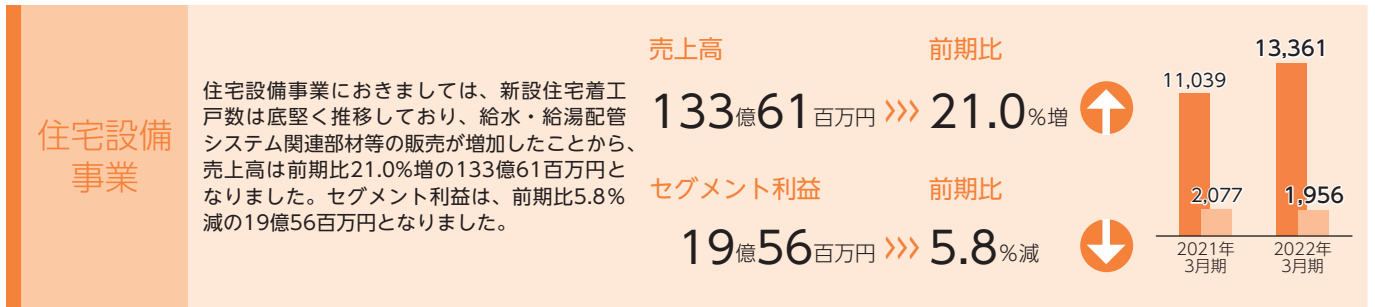 住宅設備
事業
住宅設備事業におきましては、新設住宅着工
戸数は底堅く推移しており、給水・給湯配管
システム関連部材等の販売が増加したことから、
売上高は前期比21.0%増の133億61百万円と
なりました。セグメント利益は、前期比5.8%
減の19億56百万円となりました。
売上高 前期比
133億61百万円 >>> 21.0%増
セグメント利益 前期比
19億56百万円 >>> 5.8%減
13,361
11,039
2,077 1,956
2021年 2022年
3月期 3月期